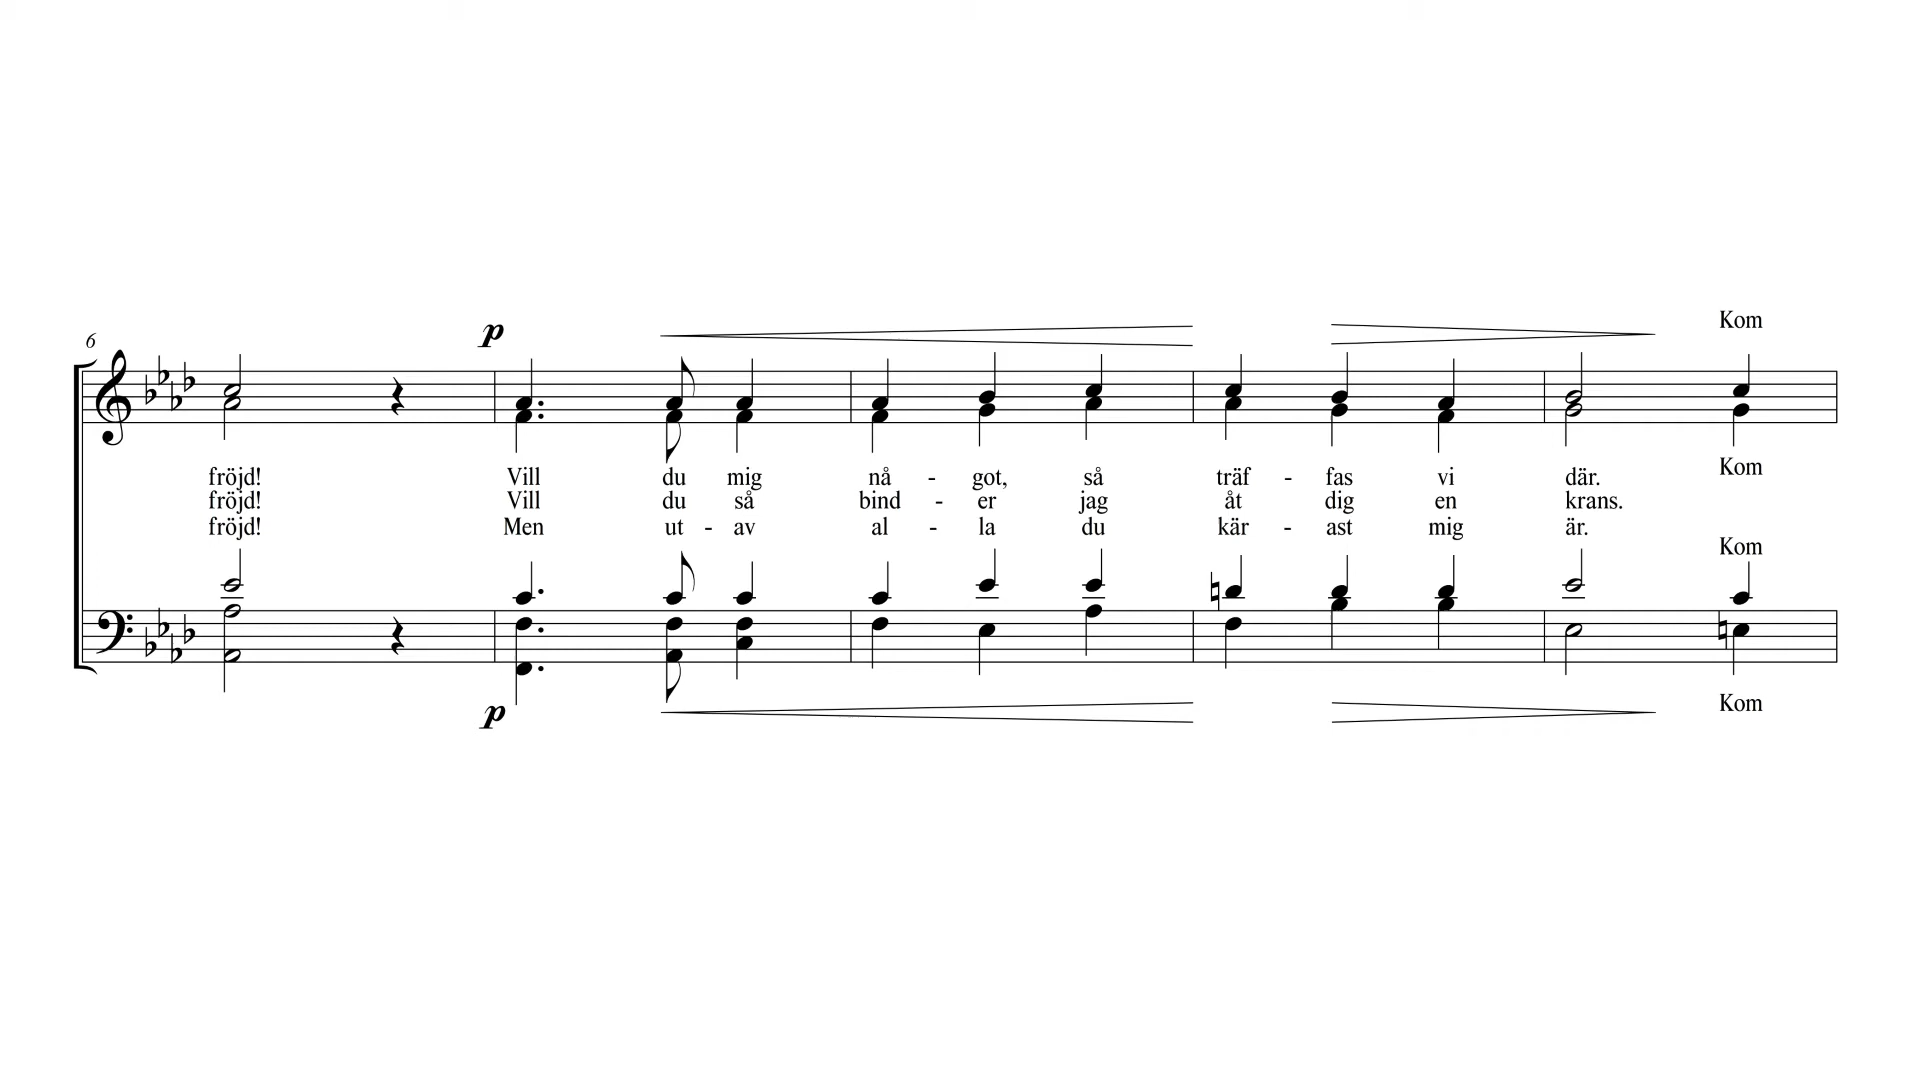 Kom
6
p
fröjd! Vill du mig nå - got, så träf - fas vi där. Kom
fröjd! Vill du så bind - er jag åt dig en krans.
fröjd! Men ut - av al - la du kär - ast mig är.
Kom
Kom
p